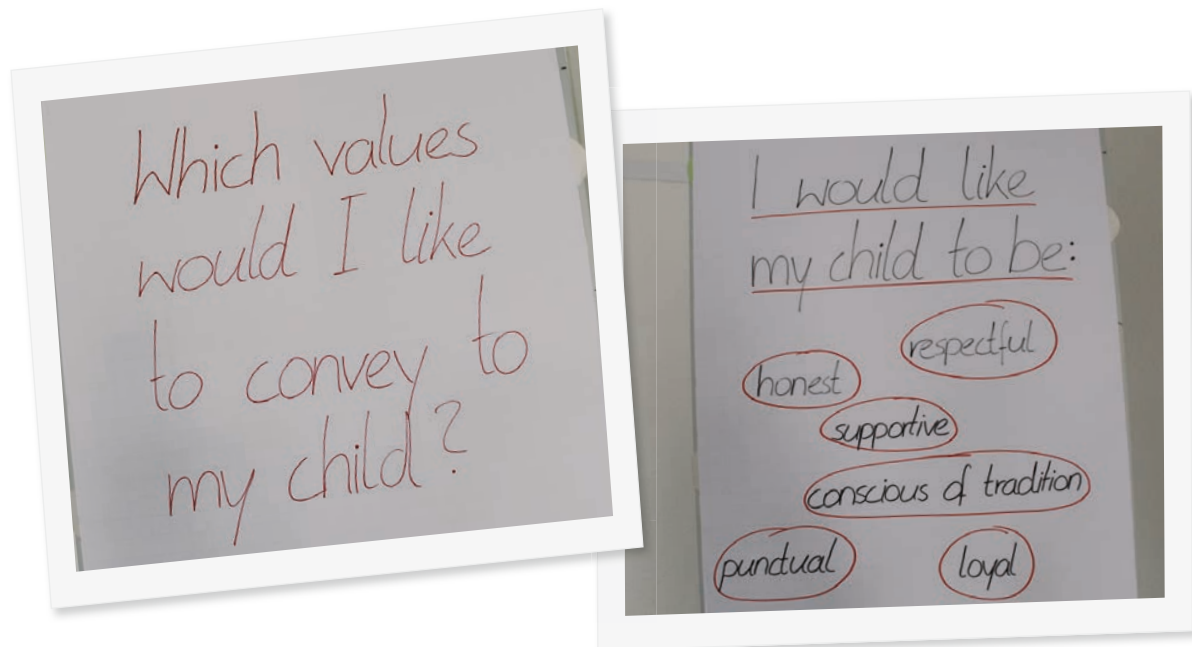 Which values
would I like
to convey to
my child?
I would like
my child to be:
respectful
honest
supportive
conscious of tradition
punctual
loyal